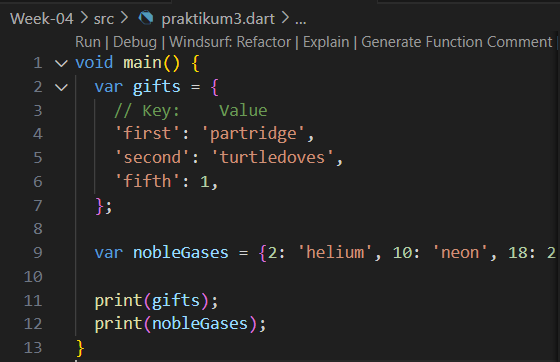 Week-04 > src > praktikum3.dart > ...
Run | Debug | Windsurf: Refactor | Explain | Generate Function Comment |
1 void main() {
2 var gifts = {
3 // Key: Value
4 'first': 'partridge',
5 'second': 'turtledoves',
6 'fifth': 1,
7 };
8
9 var nobleGases = {2: 'helium', 10: 'neon', 18: 2
10
11 print(gifts);
12 print(nobleGases);
13 }